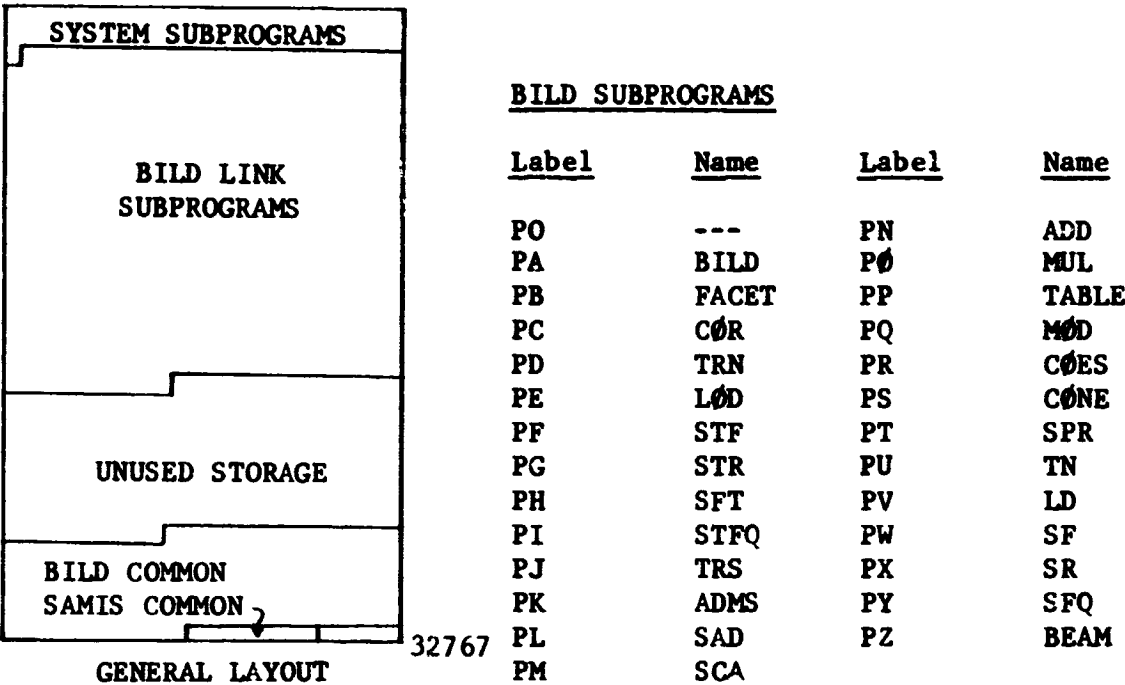 SYSTEM SUBPROGRAMS
BILD LINK
SUBPROGRAMS
UNUSED STORAGE
BILD COMMON
SAMIS COMMON
32767
GENERAL LAYOUT
BILD SUBPROGRAMS
Label Name Label Name
PO --- PN ADD
PA BILD PØ MUL
PB FACET PP TABLE
PC CØR PQ MØD
PD TRN PR CØES
PE LØD PS CØNE
PF STF PT SPR
PG STR PU TN
PH SFT PV LD
PI STFQ PW SF
PJ TRS PX SR
PK ADMS PY SFQ
PL SAD PZ BEAM
PM SCA